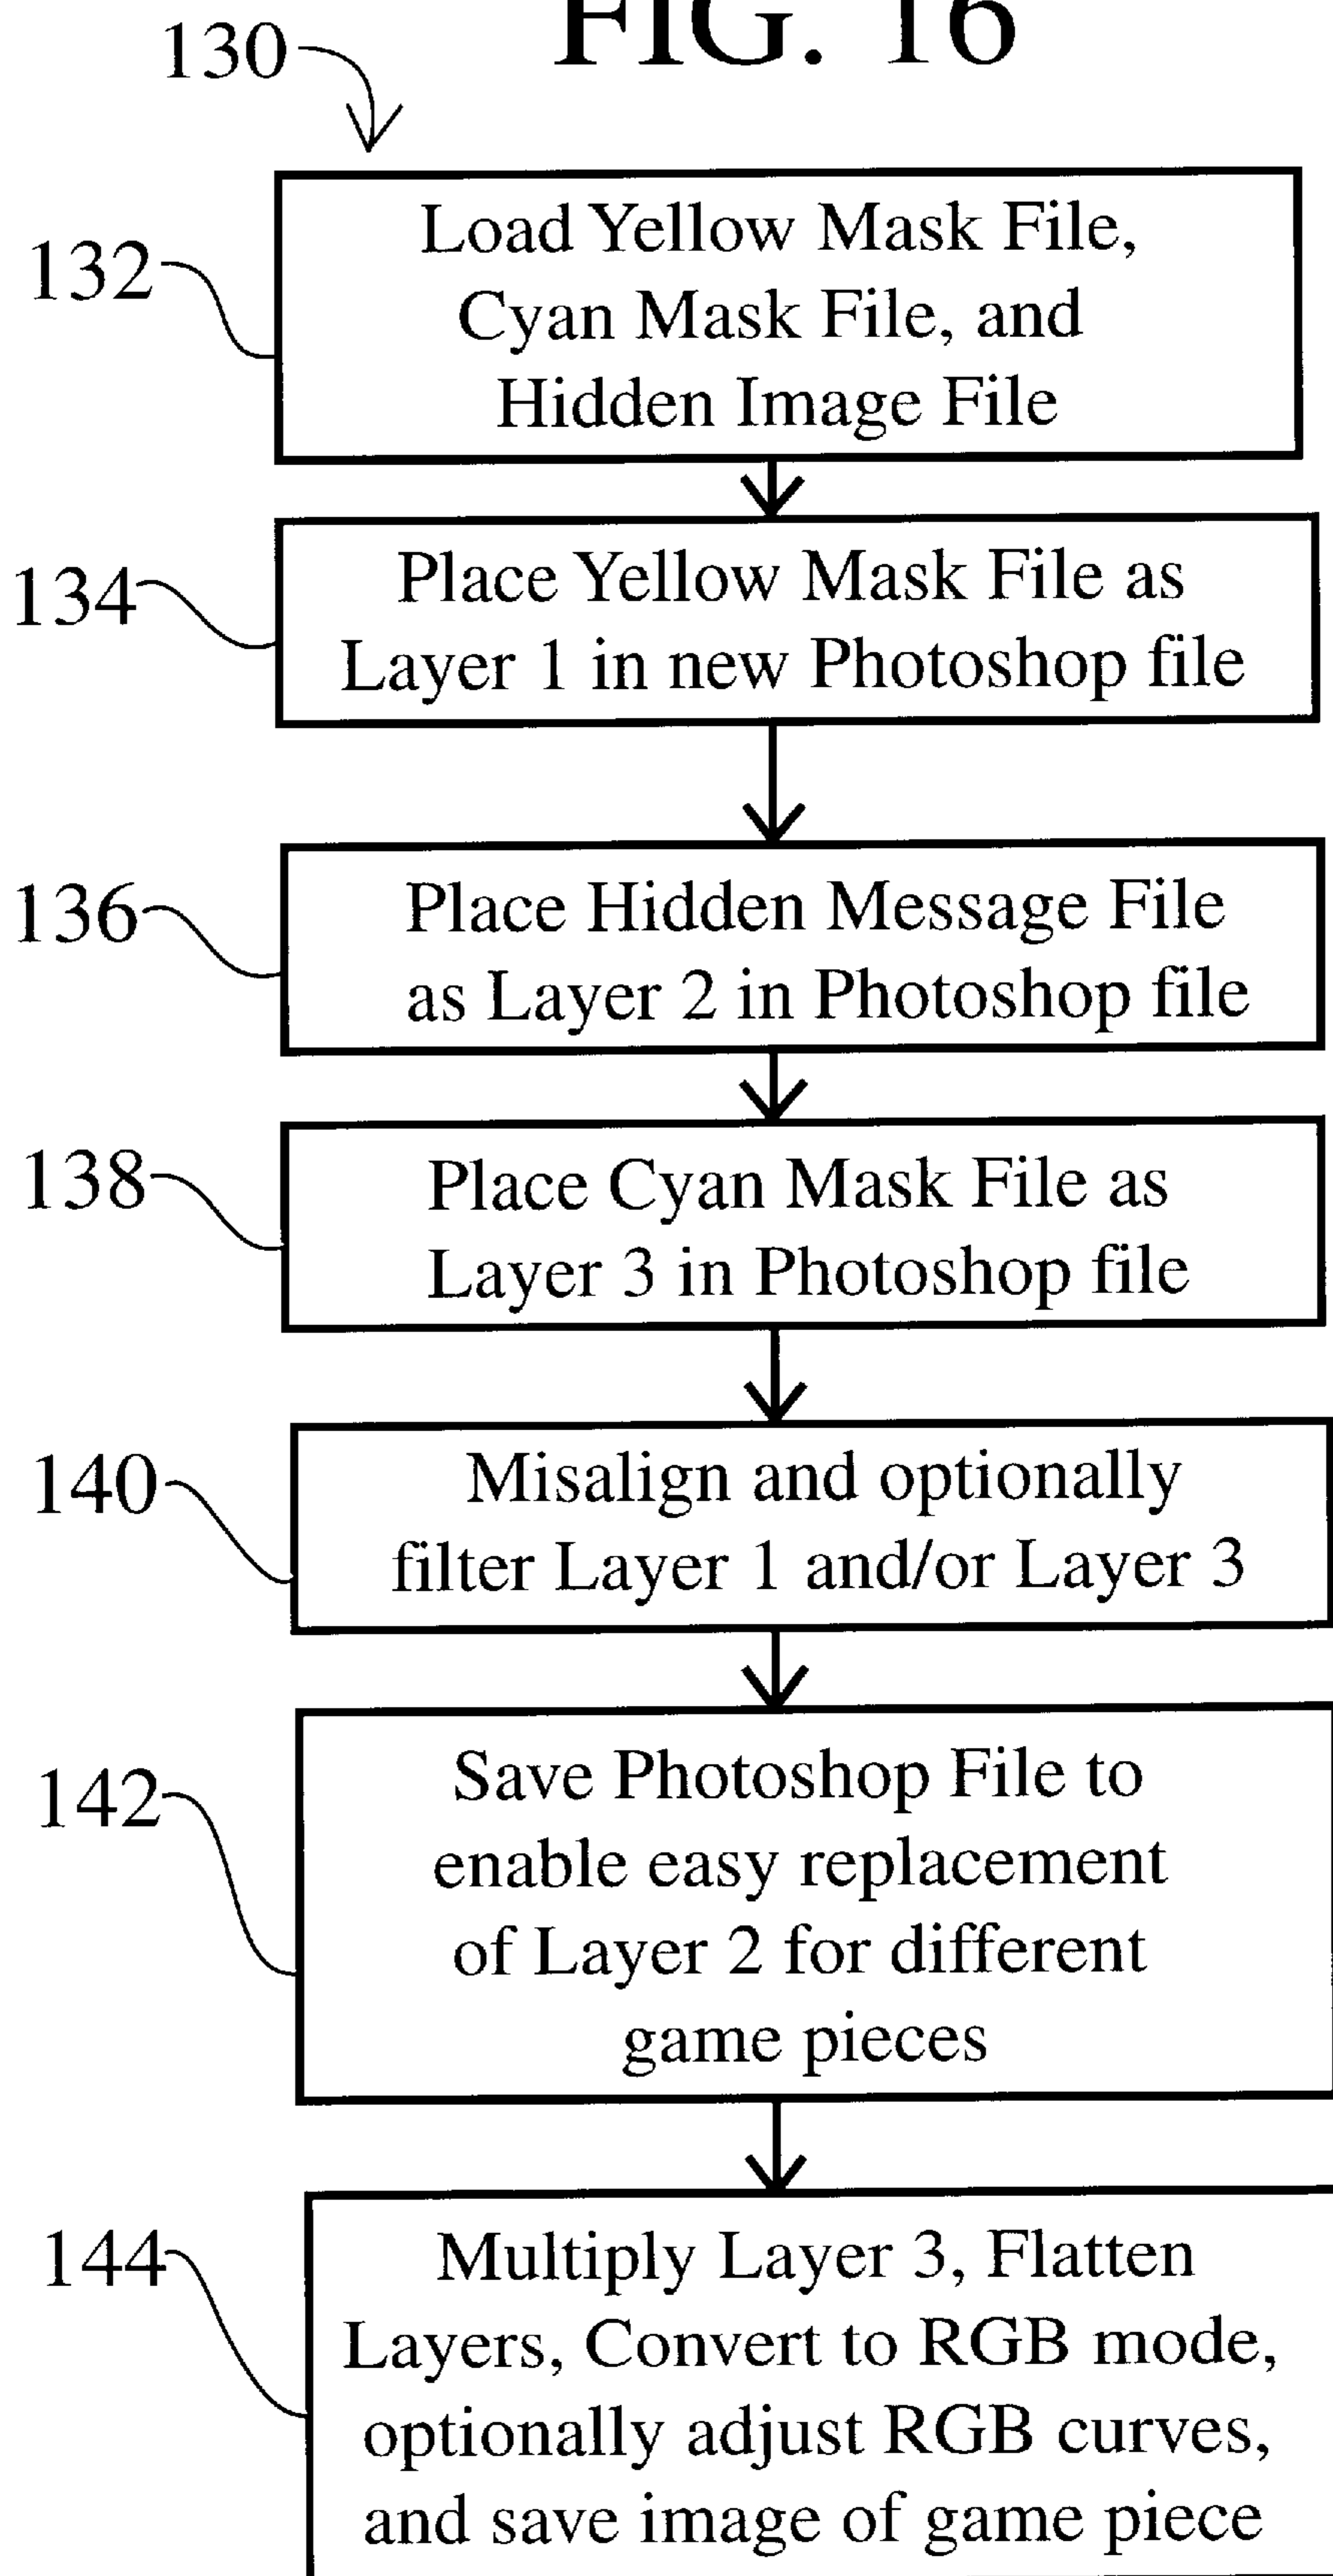 FIG. 16
130
132
Load Yellow Mask File,
Cyan Mask File, and
Hidden Image File
134
Place Yellow Mask File as
Layer 1 in new Photoshop file
136
Place Hidden Message File
as Layer 2 in Photoshop file
138
Place Cyan Mask File as
Layer 3 in Photoshop file
140
Misalign and optionally
filter Layer 1 and/or Layer 3
142
Save Photoshop File to
enable easy replacement
of Layer 2 for different
game pieces
144
Multiply Layer 3, Flatten
Layers, Convert to RGB mode,
optionally adjust RGB curves,
and save image of game piece